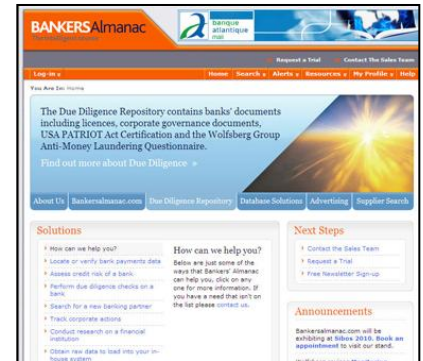 BANKERSAlmanac
banque
atlantique
mali
Request a Trial Contact The Sales Team
Log-in Home Search Alerts Resources My Profile Help
You Are In: Home
The Due Diligence Repository contains banks' documents
including licences, corporate governance documents,
USA PATRIOT Act Certification and the Wolfsberg Group
Anti-Money Laundering Questionnaire.
Find out more about Due Diligence »
About Us Bankersalmanac.com Due Diligence Repository Database Solutions Advertising Supplier Search
Solutions
How can we help you?
Locate or verify bank payments data
Assess credit risk of a bank
Perform due diligence checks on a
bank
Search for a new banking partner
Track corporate actions
Conduct research on a financial
institution
Obtain raw data to load into your in-
house system
How can we help you?
Below are just some of the
ways that Bankers' Almanac
can help you, click on any
one for more information. If
you have a need that isn't on
the list please contact us.
Next Steps
Contact the Sales Team
Request a Trial
Free Newsletter Sign-up
Announcements
Bankersalmanac.com will be
exhibiting at Sibos 2010. Book an
appointment to visit our stand.